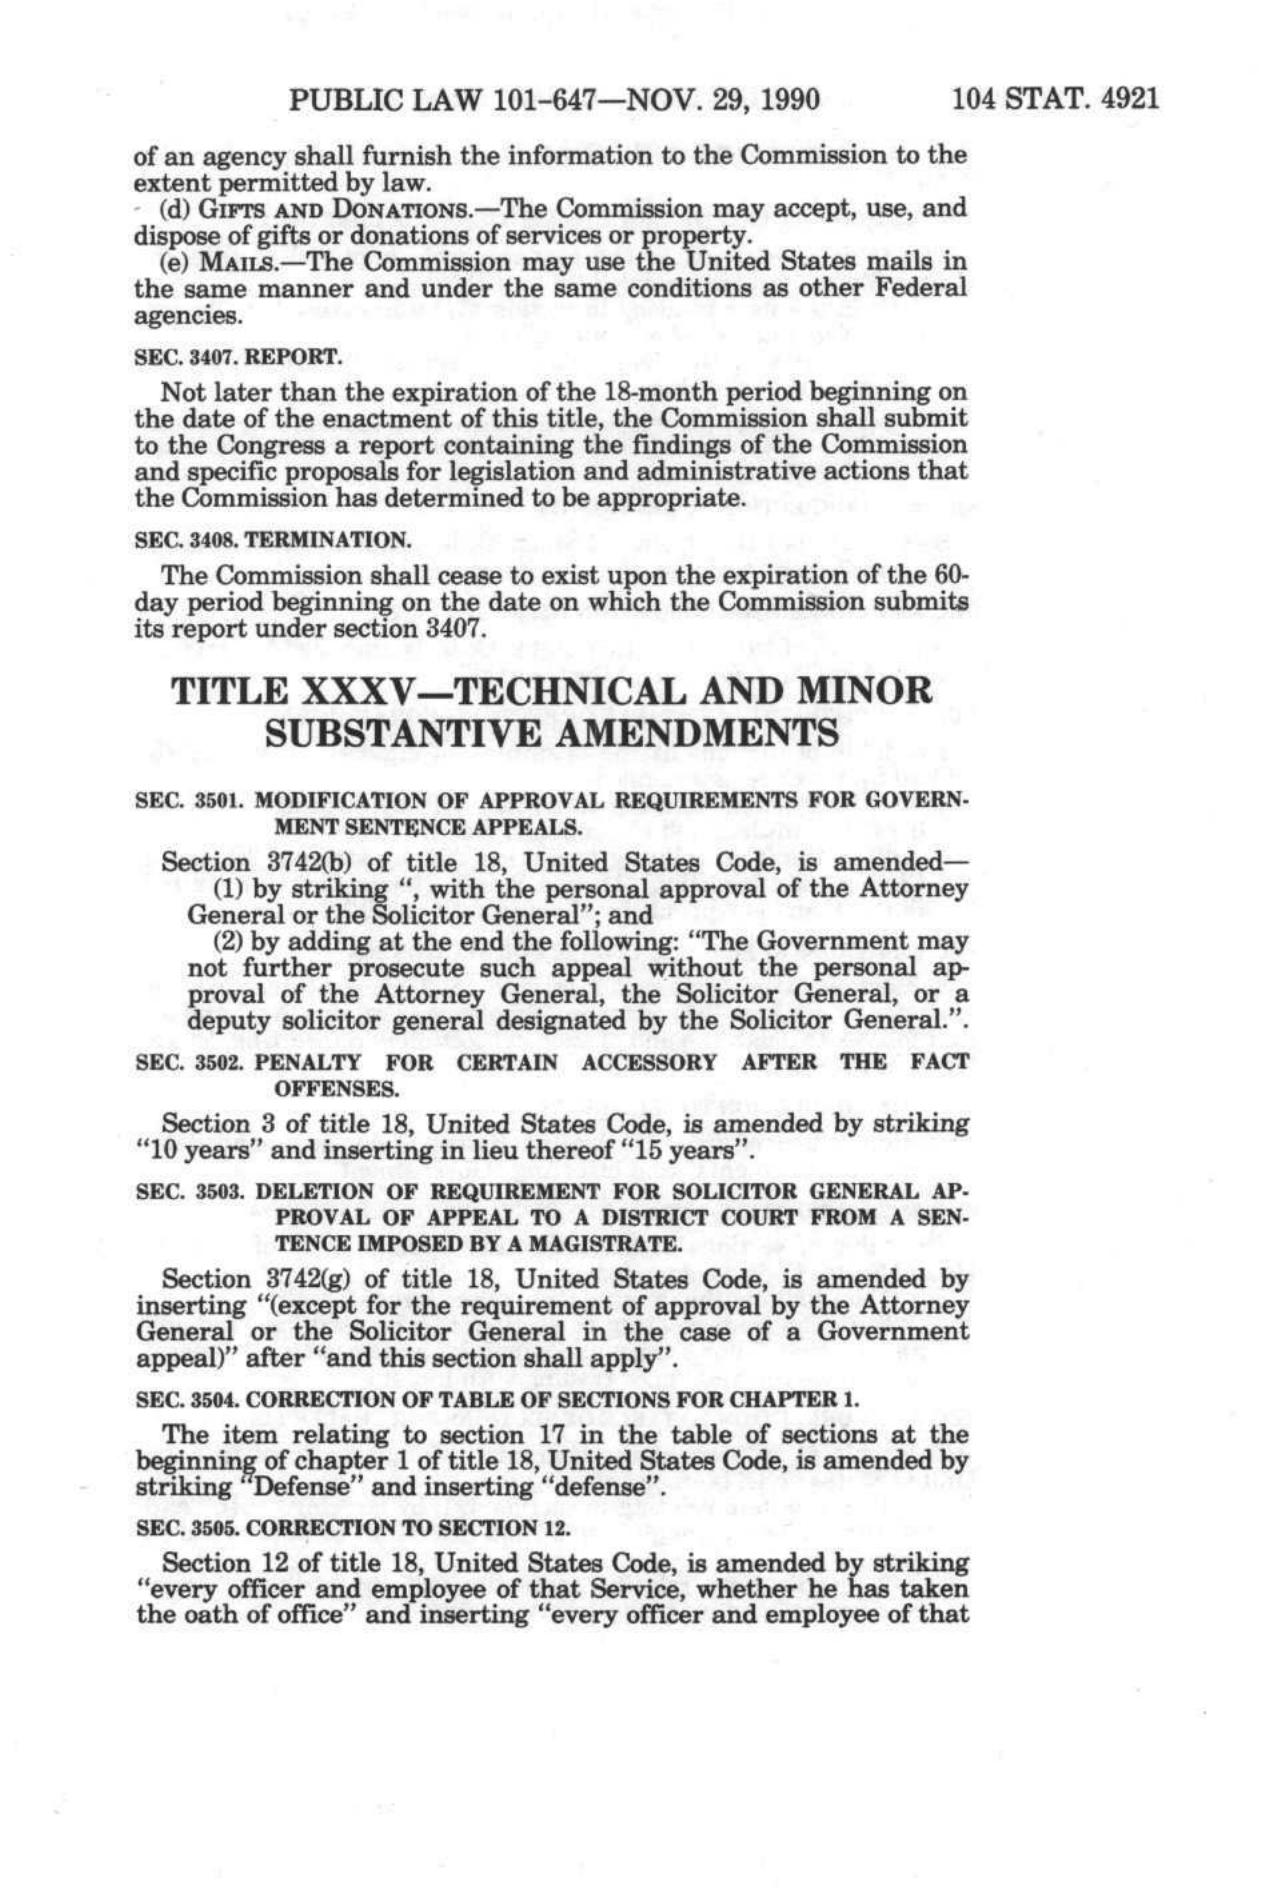 PUBLIC LAW 101–647—NOV. 29, 1990 104 STAT. 4921
of an agency shall furnish the information to the Commission to the
extent permitted by law.
(d) GIFTS AND DONATIONS.—The Commission may accept, use, and
dispose of gifts or donations of services or property.
(e) MAILS.—The Commission may use the United States mails in
the same manner and under the same conditions as other Federal
agencies.
SEC. 3407. REPORT.
Not later than the expiration of the 18-month period beginning on
the date of the enactment of this title, the Commission shall submit
to the Congress a report containing the findings of the Commission
and specific proposals for legislation and administrative actions that
the Commission has determined to be appropriate.
SEC. 3408. TERMINATION.
The Commission shall cease to exist upon the expiration of the 60-
day period beginning on the date on which the Commission submits
its report under section 3407.
TITLE XXXV—TECHNICAL AND MINOR
SUBSTANTIVE AMENDMENTS
SEC. 3501. MODIFICATION OF APPROVAL REQUIREMENTS FOR GOVERN-
MENT SENTENCE APPEALS.
Section 3742(b) of title 18, United States Code, is amended—
(1) by striking “, with the personal approval of the Attorney
General or the Solicitor General”; and
(2) by adding at the end the following: “The Government may
not further prosecute such appeal without the personal ap-
proval of the Attorney General, the Solicitor General, or a
deputy solicitor general designated by the Solicitor General.”.
SEC. 3502. PENALTY FOR CERTAIN ACCESSORY AFTER THE FACT
OFFENSES.
Section 3 of title 18, United States Code, is amended by striking
“10 years” and inserting in lieu thereof “15 years”.
SEC. 3503. DELETION OF REQUIREMENT FOR SOLICITOR GENERAL AP-
PROVAL OF APPEAL TO A DISTRICT COURT FROM A SEN-
TENCE IMPOSED BY A MAGISTRATE.
Section 3742(g) of title 18, United States Code, is amended by
inserting “(except for the requirement of approval by the Attorney
General or the Solicitor General in the case of a Government
appeal)” after “and this section shall apply”.
SEC. 3504. CORRECTION OF TABLE OF SECTIONS FOR CHAPTER 1.
The item relating to section 17 in the table of sections at the
beginning of chapter 1 of title 18, United States Code, is amended by
striking “Defense” and inserting “defense”.
SEC. 3505. CORRECTION TO SECTION 12.
Section 12 of title 18, United States Code, is amended by striking
“every officer and employee of that Service, whether he has taken
the oath of office” and inserting “every officer and employee of that